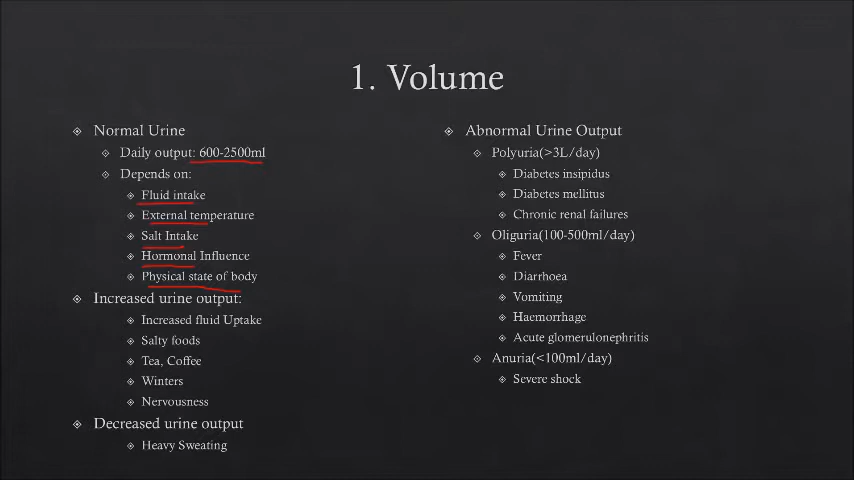 1. Volume
Normal Urine
Daily output: 600-2500ml
Depends on:
Fluid intake
External temperature
Salt Intake
Hormonal Influence
Physical state of body
Increased urine output:
Increased fluid Uptake
Salty foods
Tea, Coffee
Winters
Nervousness
Decreased urine output
Heavy Sweating
Abnormal Urine Output
Polyuria(>3L/day)
Diabetes insipidus
Diabetes mellitus
Chronic renal failures
Oliguria(100-500ml/day)
Fever
Diarrhoea
Vomiting
Haemorrhage
Acute glomerulonephritis
Anuria(<100ml/day)
Severe shock